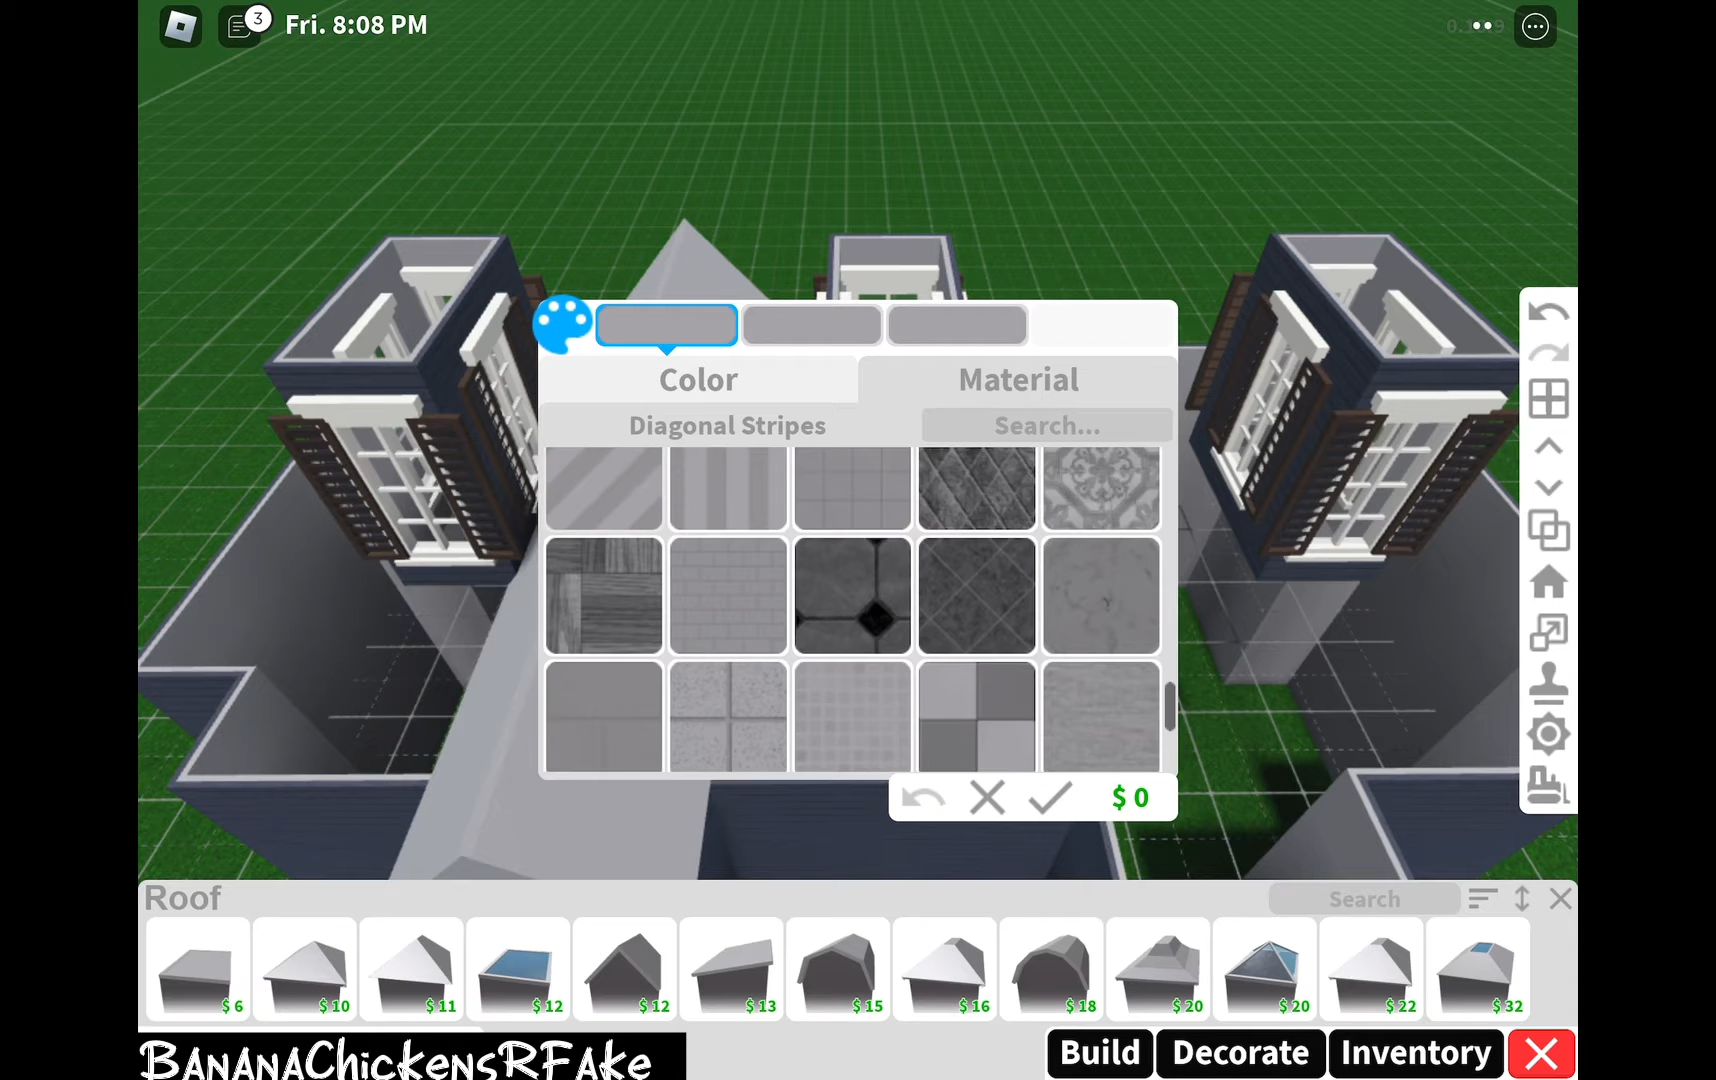 3
Fri. 8:08 PM
Color
Material
Diagonal Stripes
Search...
$ 0
Roof
Search
$ 6
$ 10
$ 11
$ 12
$ 12
$ 13
$ 15
$ 16
$ 18
$ 20
$ 20
$ 22
$ 32
BananaChickensRFake
Build
Decorate
Inventory